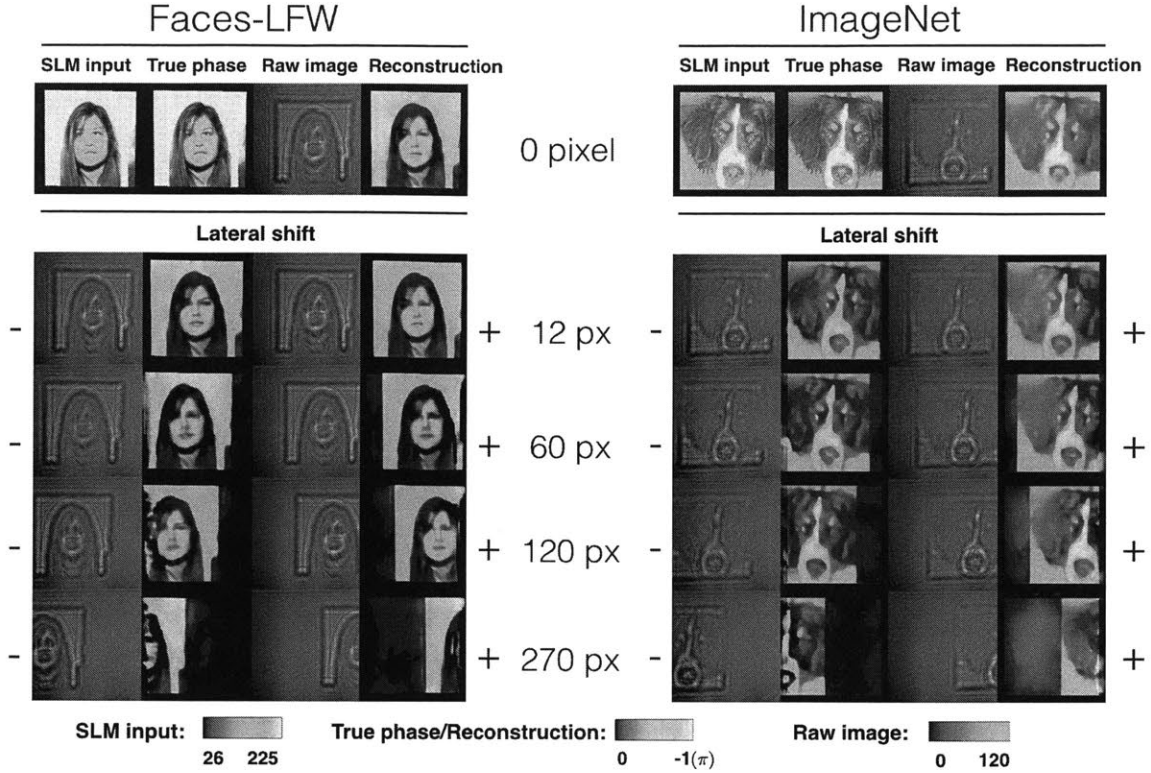 Faces-LFW
ImageNet
SLM input True phase Raw image Reconstruction
SLM input True phase Raw image Reconstruction
0 pixel
Lateral shift
Lateral shift
- + 12 px - +
- + 60 px - +
- + 120 px - +
- + 270 px - +
SLM input: 26 225
True phase/Reconstruction: 0 -1(π)
Raw image: 0 120